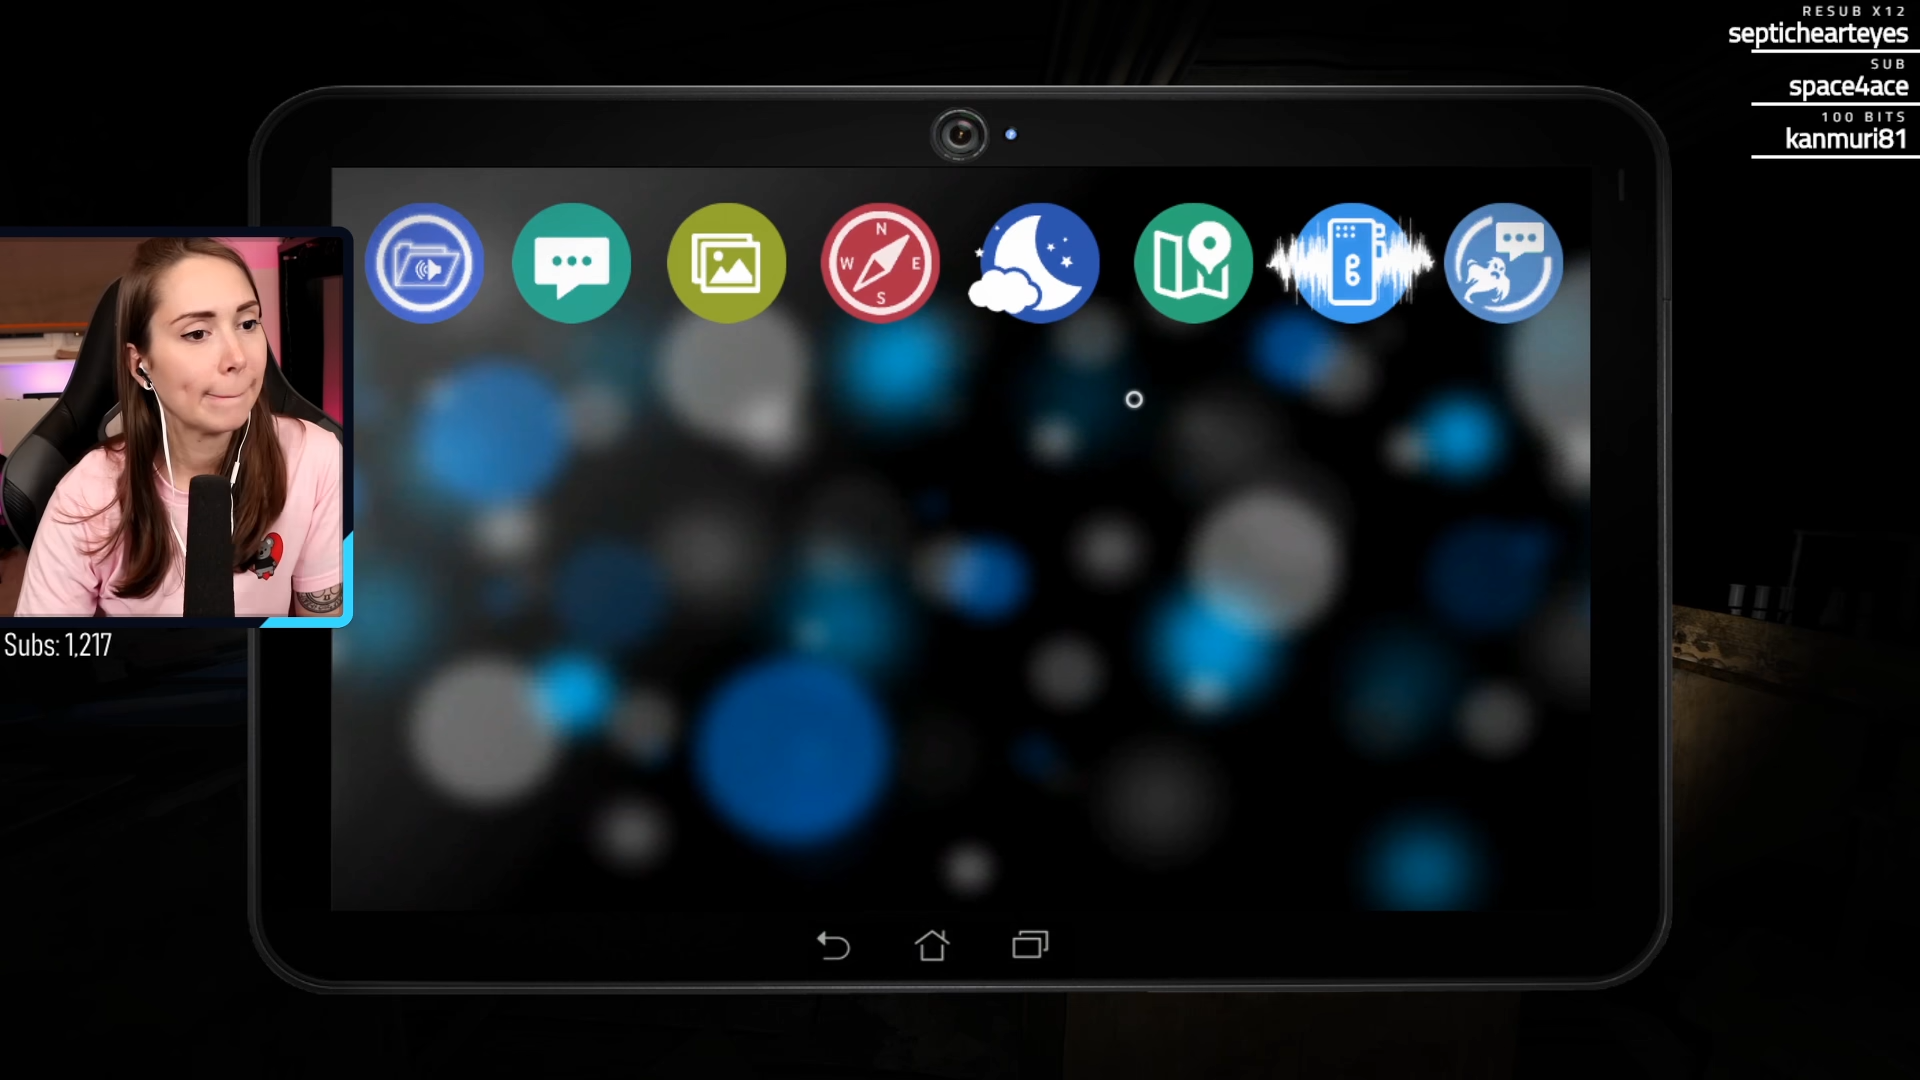 RESUB X12
septichearteyes
SUB
space4ace
100 BITS
kanmuri81
N
W E
S
Subs: 1,217